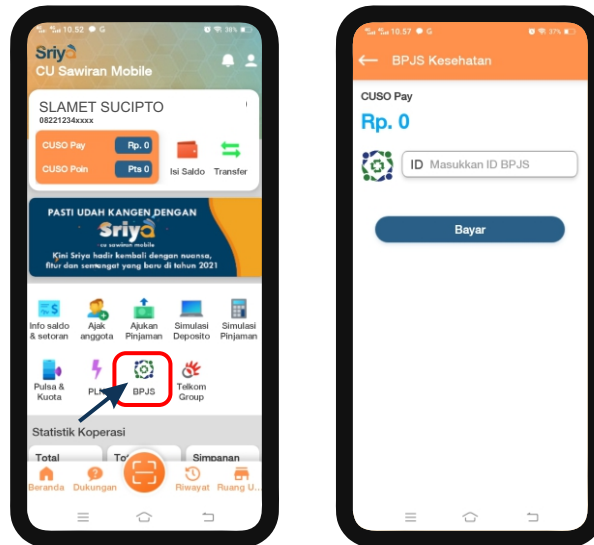 10.52 G 38%
Sriya
CU Sawiran Mobile
SLAMET SUCIPTO
08221234xxxx
CUSO Pay Rp. 0
CUSO Poin Pts 0
Isi Saldo Transfer
PASTI UDAH KANGEN DENGAN
Sriya
cu sawiran mobile
Kini Sriya hadir kembali dengan nuansa,
fitur dan semangat yang baru di tahun 2021
Info saldo & setoran
Ajak anggota
Ajukan Pinjaman
Simulasi Deposito
Simulasi Pinjaman
Pulsa & Kuota
BPJS
Telkom Group
Statistik Koperasi
Total Simpanan
Beranda Dukungan Riwayat Ruang U...
10.57 G 37%
BPJS Kesehatan
CUSO Pay
Rp. 0
ID Masukkan ID BPJS
Bayar